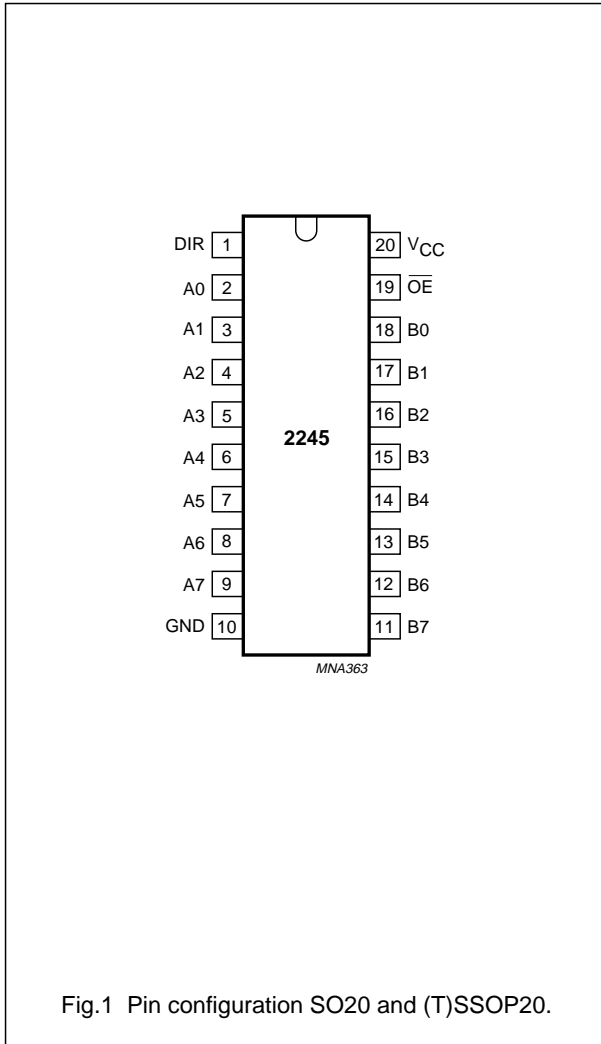 DIR 1 20 VCC
A0 2 19 O̅E̅
A1 3 18 B0
A2 4 17 B1
A3 5 16 B2
A4 6 15 B3
2245
A5 7 14 B4
A6 8 13 B5
A7 9 12 B6
GND 10 11 B7
MNA363
Fig.1 Pin configuration SO20 and (T)SSOP20.